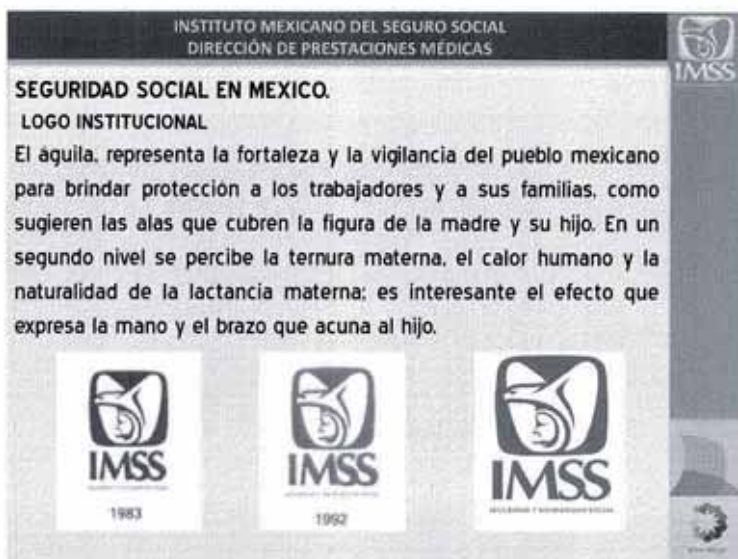 INSTITUTO MEXICANO DEL SEGURO SOCIAL
DIRECCIÓN DE PRESTACIONES MÉDICAS
IMSS
SEGURIDAD SOCIAL EN MEXICO.
LOGO INSTITUCIONAL
El águila, representa la fortaleza y la vigilancia del pueblo mexicano
para brindar protección a los trabajadores y a sus familias, como
sugieren las alas que cubren la figura de la madre y su hijo. En un
segundo nivel se percibe la ternura materna, el calor humano y la
naturalidad de la lactancia materna; es interesante el efecto que
expresa la mano y el brazo que acuna al hijo.
IMSS
1983
IMSS
1992
IMSS
SEGURIDAD Y SOLIDARIDAD SOCIAL